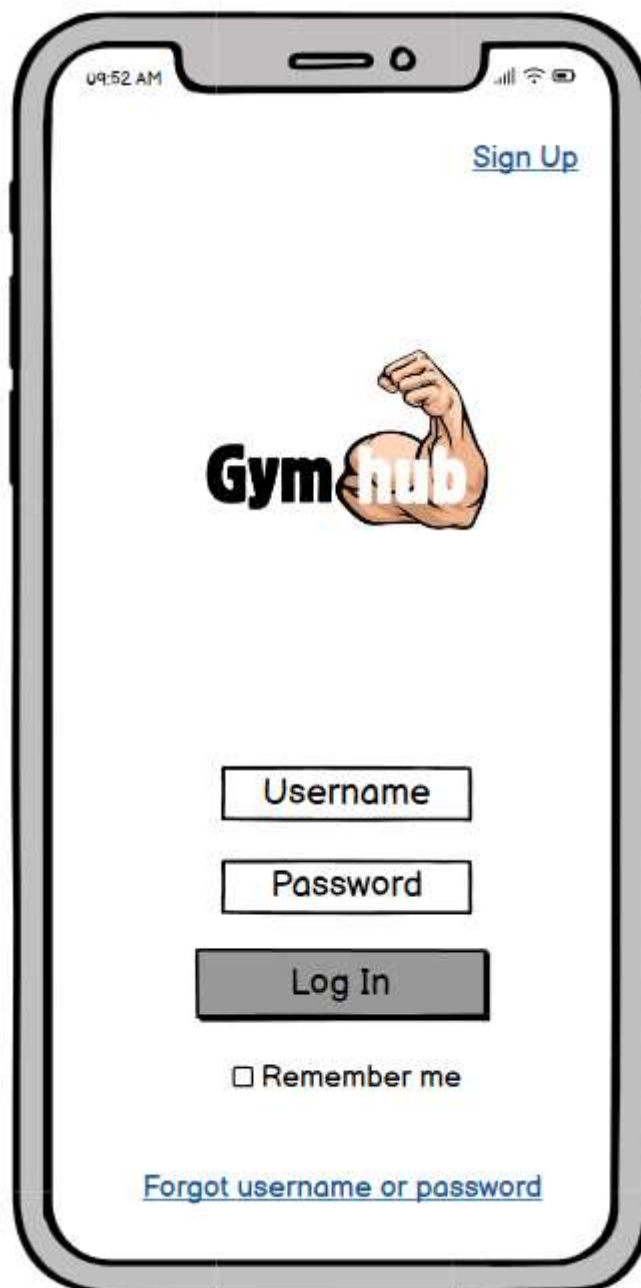 09:52 AM
Sign Up
Gym hub
Username
Password
Log In
Remember me
Forgot username or password